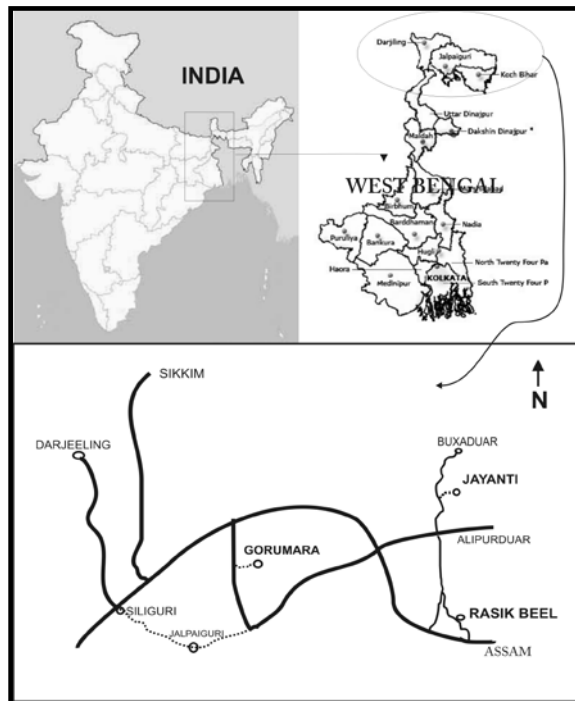 INDIA
Darjiling
Jalpaiguri
Koch Bihar
Uttar Dinajpur
Dakshin Dinajpur *
Maldah
WEST BENGAL
Birbhum
Barddhaman
Nadia
Puruliya
Bankura
Hugli
North Twenty Four Pa
Haora
KOLKATA
Medinipur
South Twenty Four P
SIKKIM
N
DARJEELING
BUXADUAR
JAYANTI
GORUMARA
ALIPURDUAR
SILIGURI
JALPAIGURI
RASIK BEEL
ASSAM